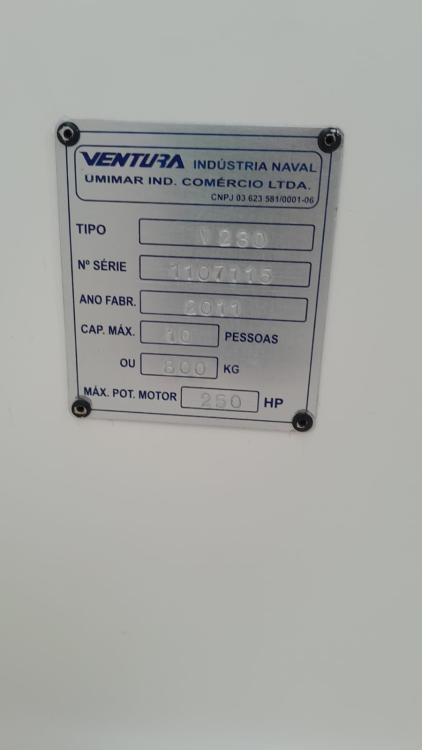 VENTURA INDÚSTRIA NAVAL
UMIMAR IND. COMÉRCIO LTDA.
CNPJ 03 623 581/0001-06
TIPO V 230
Nº SÉRIE 1107115
ANO FABR. 2011
CAP. MÁX. 10 PESSOAS
OU 800 KG
MÁX. POT. MOTOR 250 HP